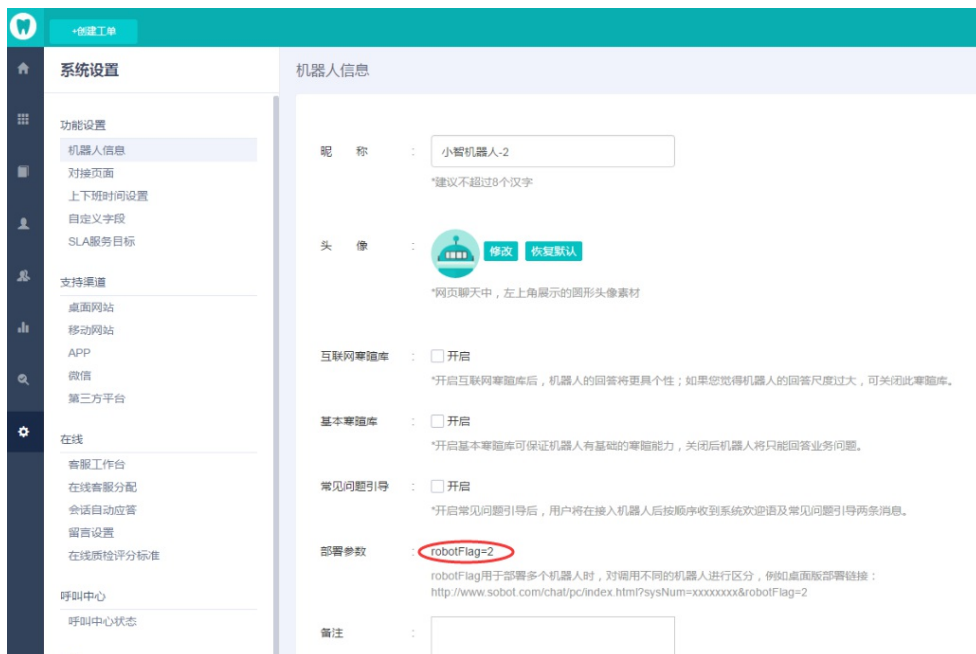 +创建工单
系统设置
功能设置
机器人信息
对接页面
上下班时间设置
自定义字段
SLA服务目标
支持渠道
桌面网站
移动网站
APP
微信
第三方平台
在线
客服工作台
在线客服分配
会话自动应答
留言设置
在线质检评分标准
呼叫中心
呼叫中心状态
机器人信息
昵 称 : 小智机器人-2
*建议不超过8个汉字
头 像 : 修改 恢复默认
*网页聊天中，左上角展示的圆形头像素材
互联网寒暄库 : 开启
*开启互联网寒暄库后，机器人的回答将更具个性；如果您觉得机器人的回答尺度过大，可关闭此寒暄库。
基本寒暄库 : 开启
*开启基本寒暄库可保证机器人有基础的寒暄能力，关闭后机器人将只能回答业务问题。
常见问题引导 : 开启
*开启常见问题引导后，用户将在接入机器人后按顺序收到系统欢迎语及常见问题引导两条消息。
部署参数 : robotFlag=2
robotFlag用于部署多个机器人时，对调用不同的机器人进行区分，例如桌面版部署链接：
http://www.sobot.com/chat/pc/index.html?sysNum=xxxxxxxx&robotFlag=2
备注 :